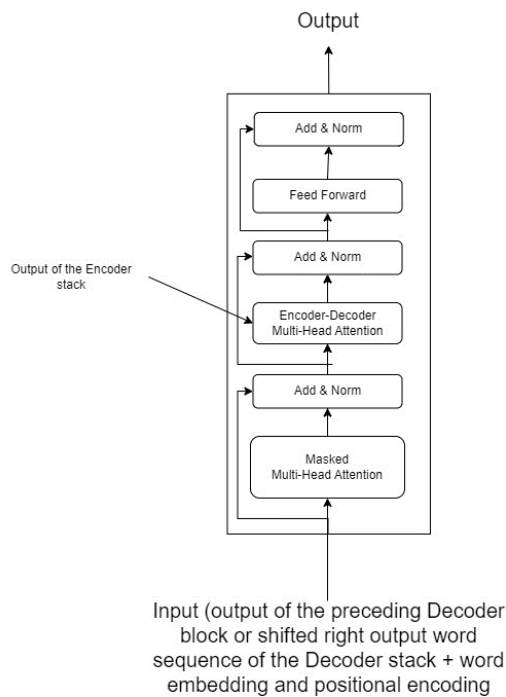 Output
Add & Norm
Feed Forward
Add & Norm
Output of the Encoder
stack
Encoder-Decoder
Multi-Head Attention
Add & Norm
Masked
Multi-Head Attention
Input (output of the preceding Decoder
block or shifted right output word
sequence of the Decoder stack + word
embedding and positional encoding